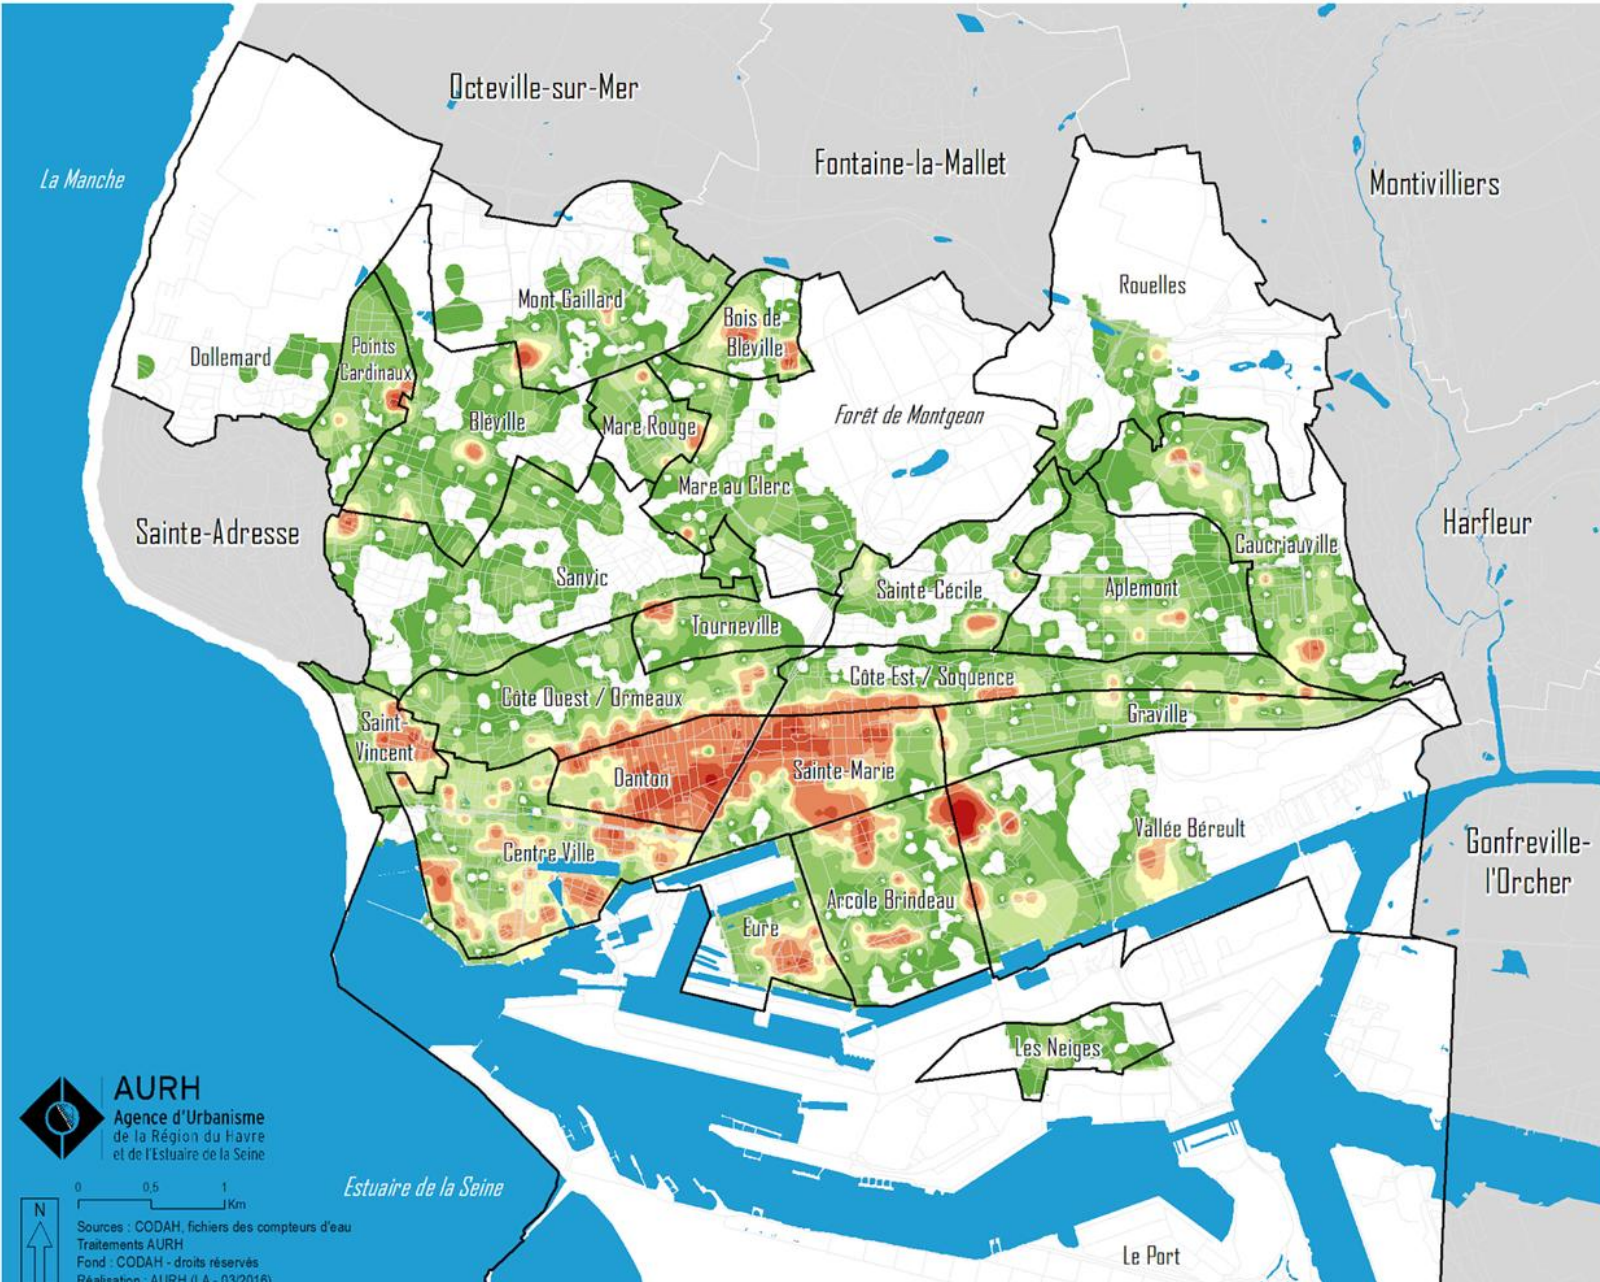 Octeville-sur-Mer
Fontaine-la-Mallet
La Manche
Montivilliers
Rouelles
Mont Gaillard
Bois de
Bléville
Dollemard
Points
Cardinaux
Bléville
Mare Rouge
Forêt de Montgeon
Mare au Clerc
Sainte-Adresse
Harfleur
Caucriauville
Sanvic
Sainte-Cécile
Aplemont
Tourneville
Côte Ouest / Ormeaux
Côte Est / Soquence
Graville
Saint-
Vincent
Danton
Sainte-Marie
Vallée Béreult
Centre Ville
Gonfreville-
l'Orcher
Arcole Brindeau
Eure
Les Neiges
AURH
Agence d'Urbanisme
de la Région du Havre
et de l'Estuaire de la Seine
Estuaire de la Seine
0 0,5 1
Km
N
Sources : CODAH, fichiers des compteurs d'eau
Traitements AURH
Fond : CODAH - droits réservés
Réalisation : AURH (LA - 03/2016)
Le Port